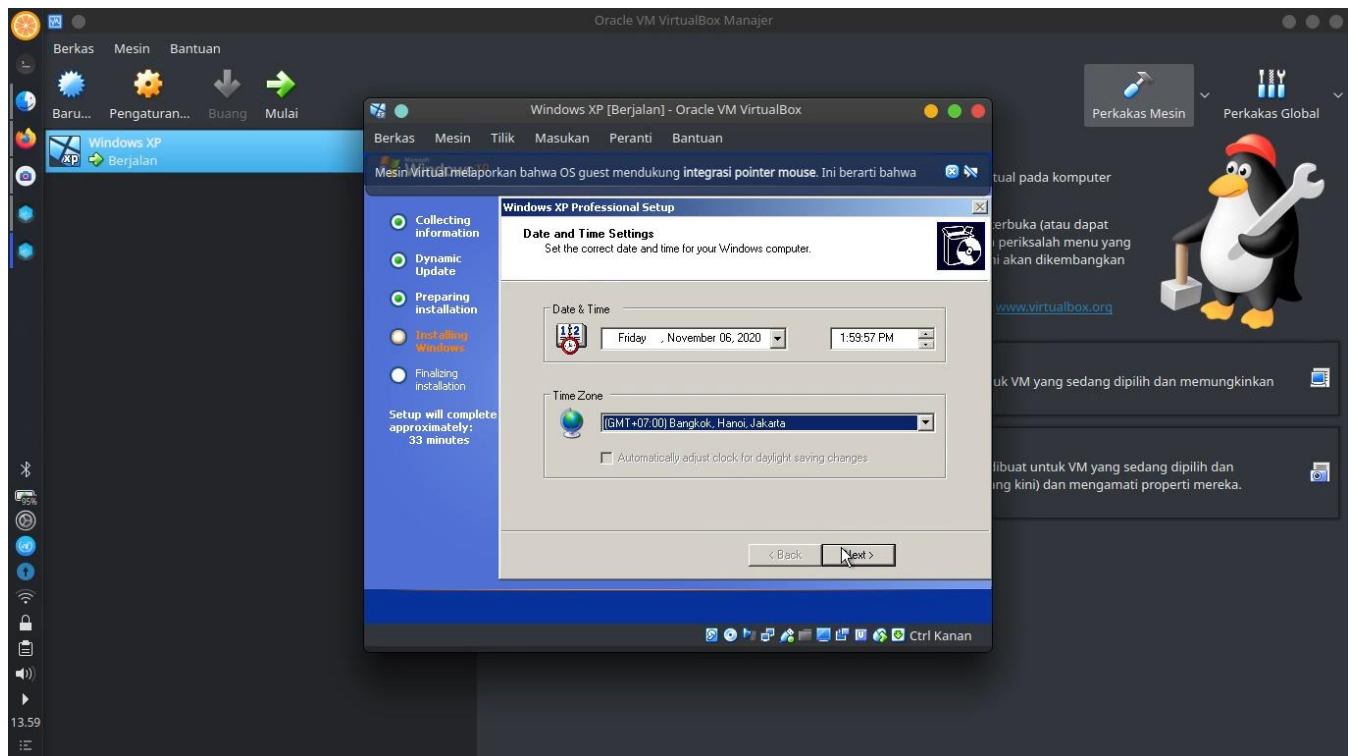 Oracle VM VirtualBox Manajer
Berkas Mesin Bantuan
Baru... Pengaturan... Buang Mulai
Perkakas Mesin Perkakas Global
Windows XP
Berjalan
Windows XP [Berjalan] - Oracle VM VirtualBox
Berkas Mesin Tilik Masukan Peranti Bantuan
Mesin Virtual melaporkan bahwa OS guest mendukung integrasi pointer mouse. Ini berarti bahwa
Collecting
information
Dynamic
Update
Preparing
installation
Installing
Windows
Finalizing
installation
Setup will complete
approximately:
33 minutes
Windows XP Professional Setup
Date and Time Settings
Set the correct date and time for your Windows computer.
Date & Time
Friday , November 06, 2020 1:59:57 PM
Time Zone
(GMT+07:00) Bangkok, Hanoi, Jakarta
Automatically adjust clock for daylight saving changes
< Back Next >
Ctrl Kanan
tual pada komputer
erbuka (atau dapat
periksalah menu yang
ni akan dikembangkan
www.virtualbox.org
uk VM yang sedang dipilih dan memungkinkan
dibuat untuk VM yang sedang dipilih dan
ng kini) dan mengamati properti mereka.
95%
13.59